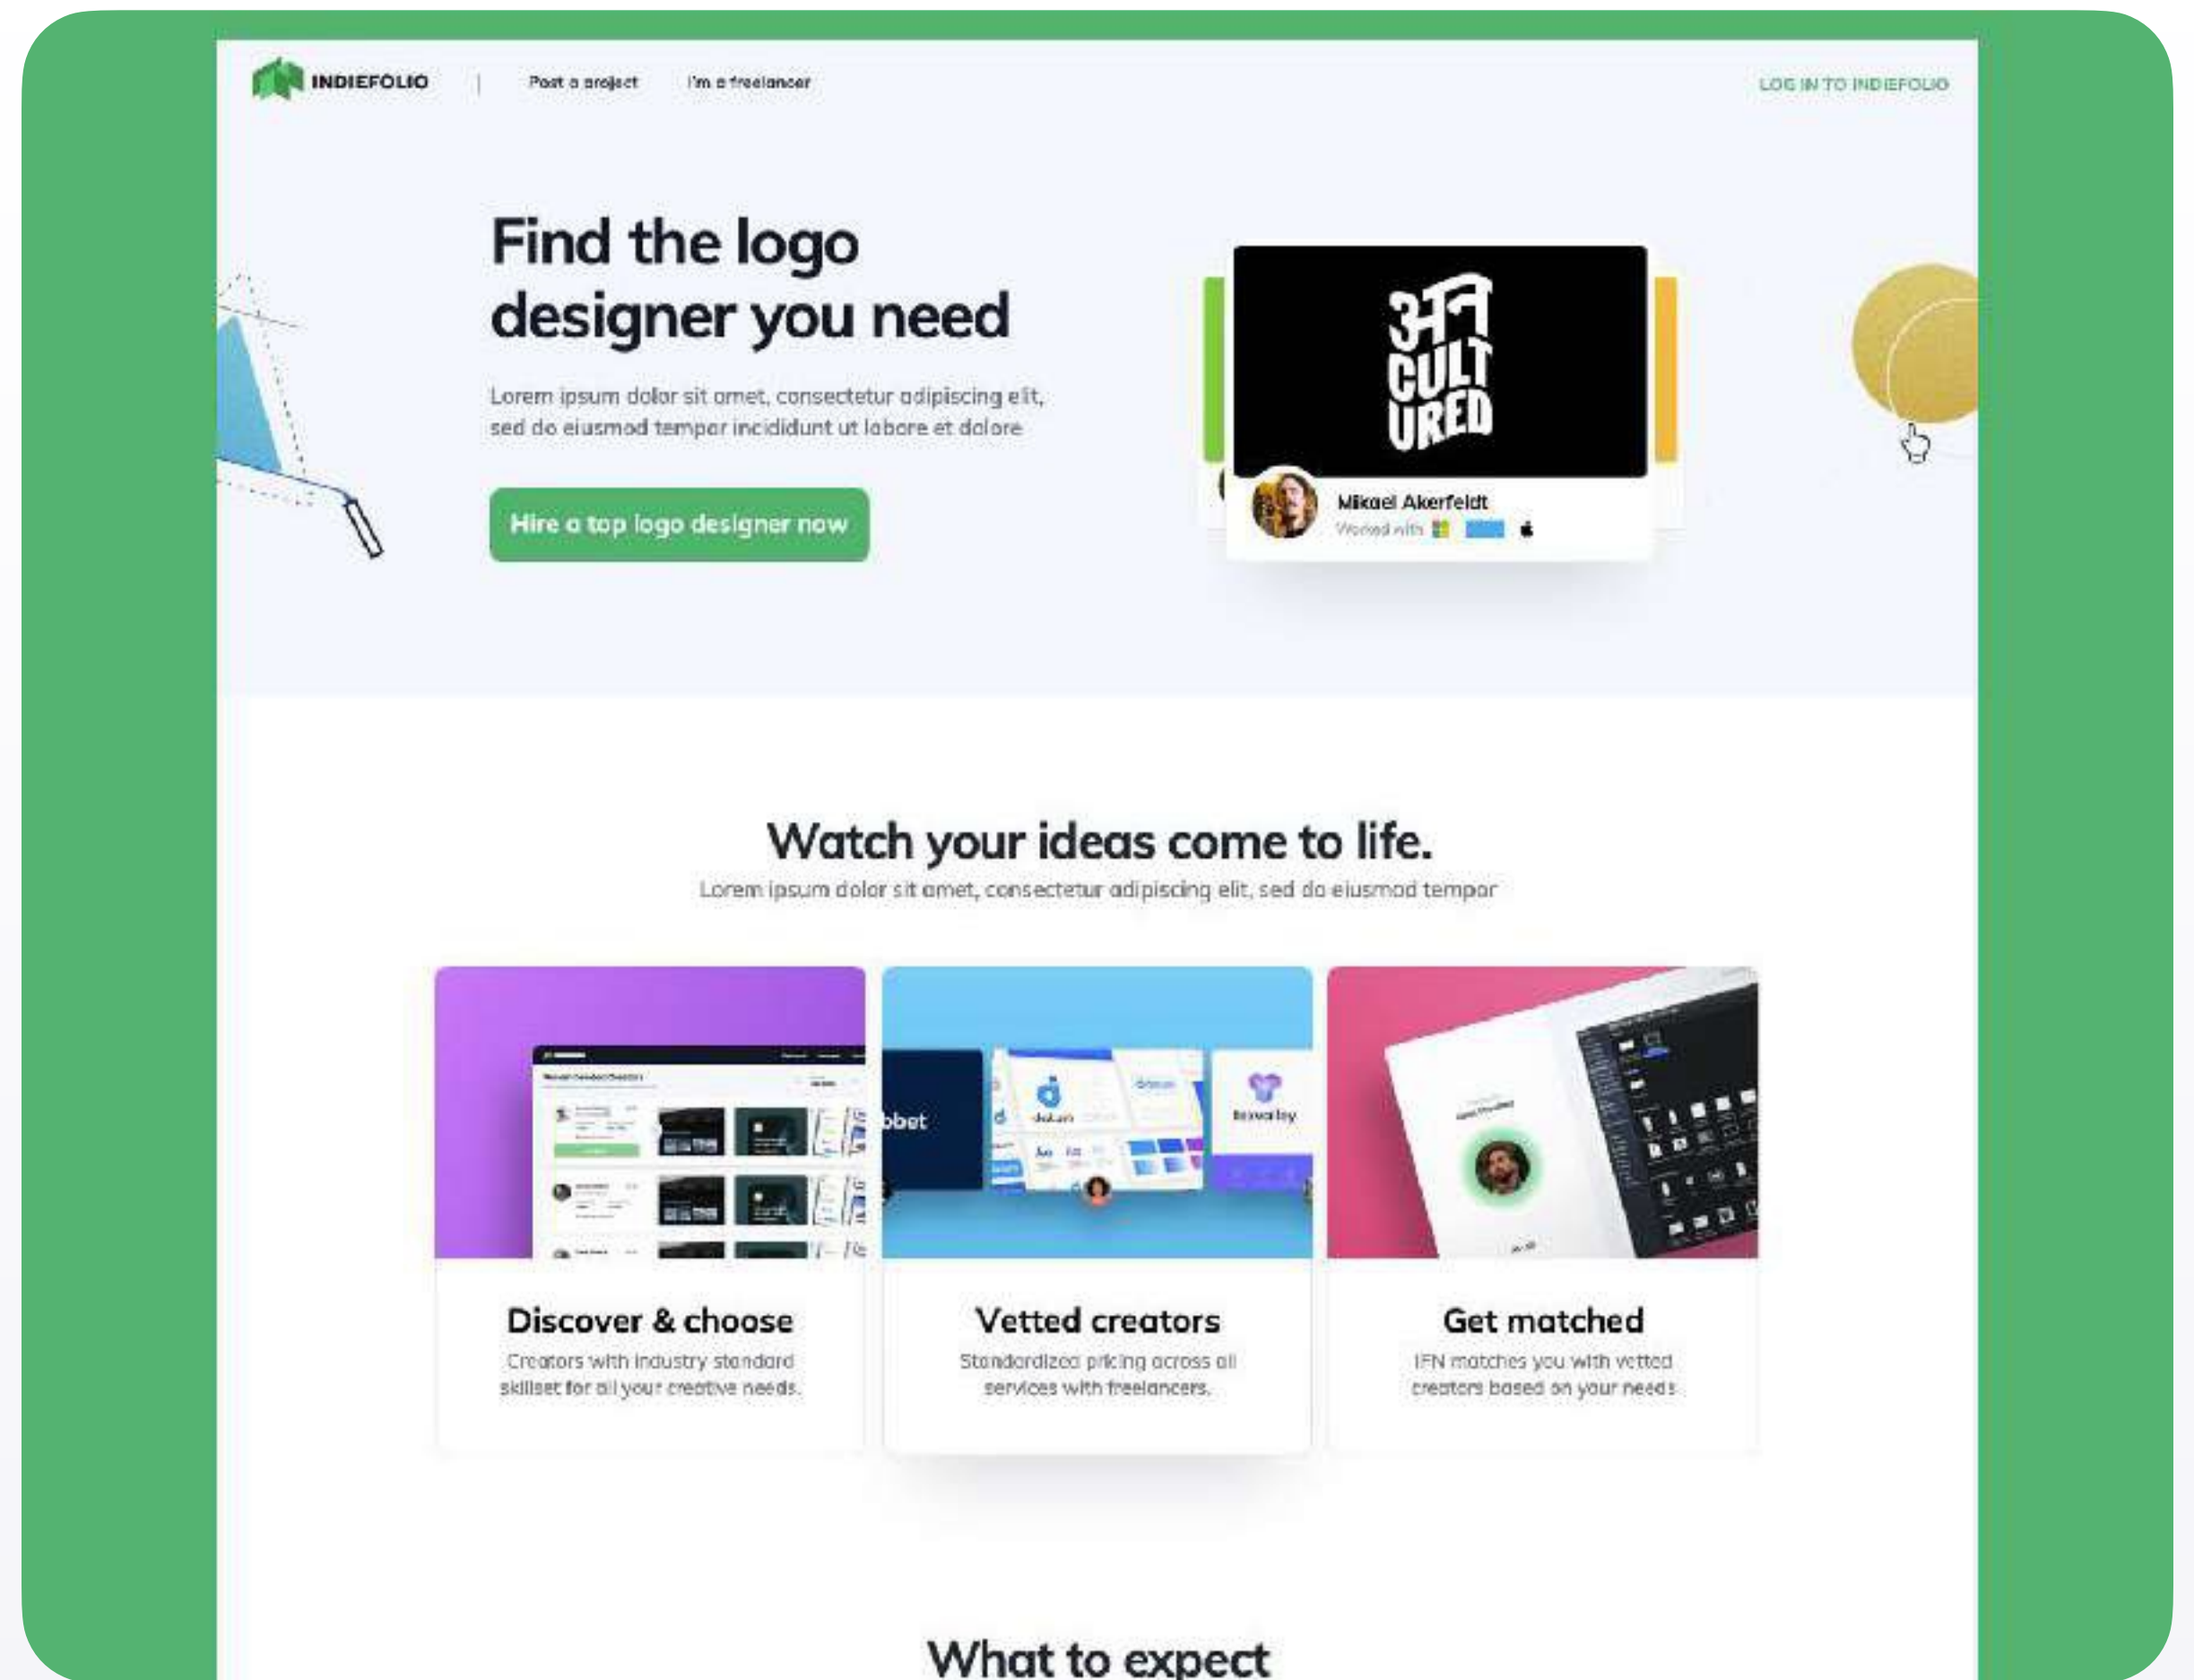 INDIEFOLIO
Post a project
I'm a freelancer
LOG IN TO INDIEFOLIO
Find the logo
designer you need
Lorem ipsum dolor sit amet, consectetur adipiscing elit,
sed do eiusmod tempor incididunt ut labore et dolore
Hire a top logo designer now
अन
CULT
URED
Mikael Akerfeldt
Worked with
Watch your ideas come to life.
Lorem ipsum dolor sit amet, consectetur adipiscing elit, sed do eiusmod tempor
bbet
Discover & choose
Creators with industry standard
skillset for all your creative needs.
Vetted creators
Standardized pricing across all
services with freelancers.
Get matched
IFN matches you with vetted
creators based on your needs
What to expect